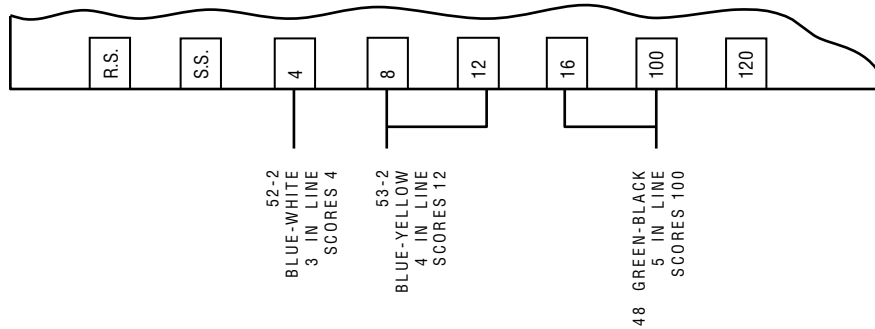 R.S.
S.S.
4
8
12
16
100
120
52-2
BLUE-WHITE
3 IN LINE
SCORES 4
53-2
BLUE-YELLOW
4 IN LINE
SCORES 12
48 GREEN-BLACK
5 IN LINE
SCORES 100